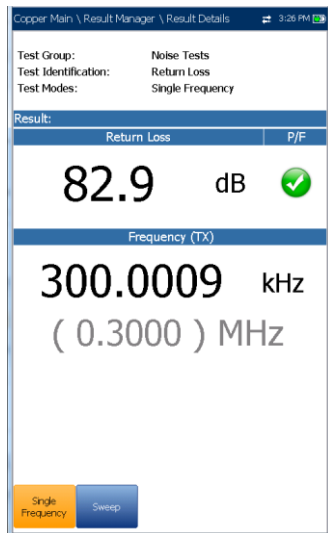 Copper Main \ Result Manager \ Result Details 3:26 PM
Test Group: Noise Tests
Test Identification: Return Loss
Test Modes: Single Frequency
Result:
Return Loss P/F
82.9 dB
Frequency (TX)
300.0009 kHz
( 0.3000 ) MHz
Single
Frequency
Sweep